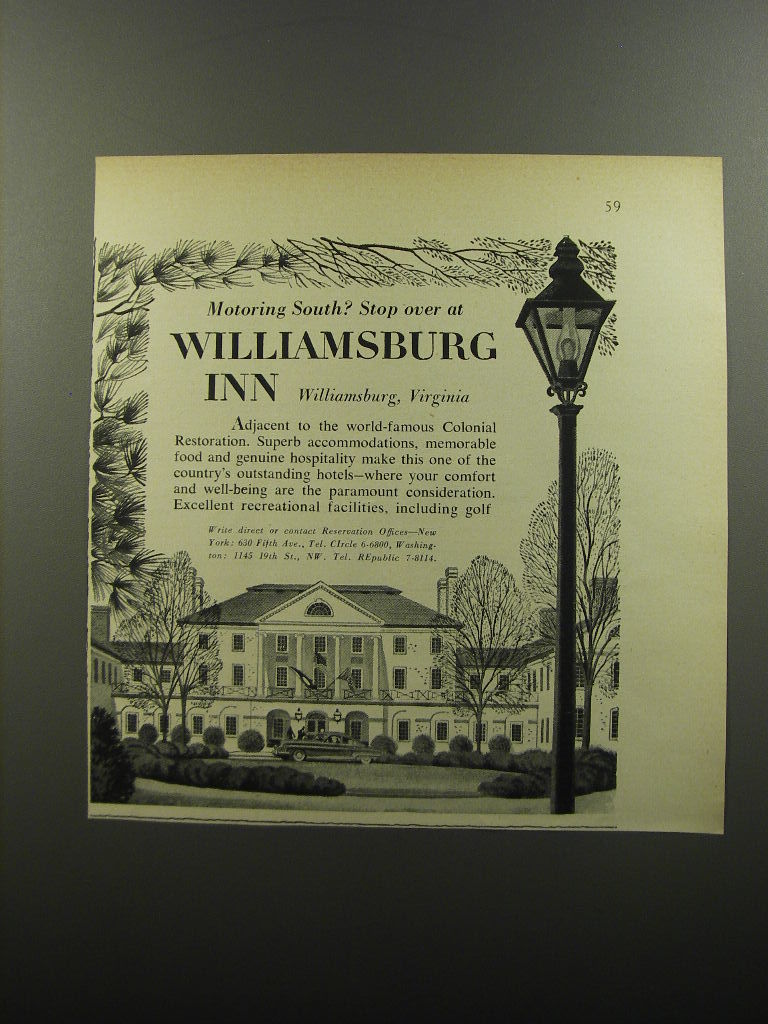 59
Motoring South? Stop over at
WILLIAMSBURG
INN Williamsburg, Virginia
Adjacent to the world-famous Colonial
Restoration. Superb accommodations, memorable
food and genuine hospitality make this one of the
country's outstanding hotels—where your comfort
and well-being are the paramount consideration.
Excellent recreational facilities, including golf
Write direct or contact Reservation Offices—New
York: 630 Fifth Ave., Tel. CIrcle 6-6800, Washing-
ton: 1145 19th St., NW. Tel. REpublic 7-8114.